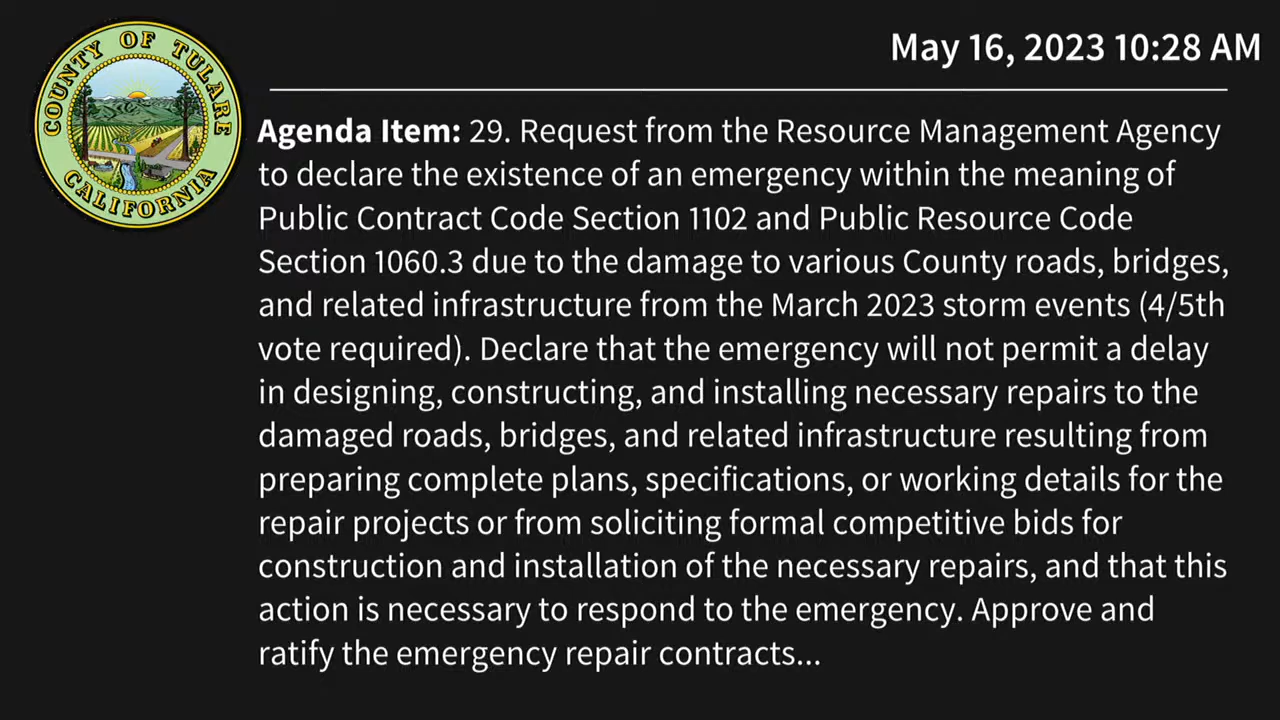 COUNTY OF TULARE
CALIFORNIA
May 16, 2023 10:28 AM
Agenda Item: 29. Request from the Resource Management Agency
to declare the existence of an emergency within the meaning of
Public Contract Code Section 1102 and Public Resource Code
Section 1060.3 due to the damage to various County roads, bridges,
and related infrastructure from the March 2023 storm events (4/5th
vote required). Declare that the emergency will not permit a delay
in designing, constructing, and installing necessary repairs to the
damaged roads, bridges, and related infrastructure resulting from
preparing complete plans, specifications, or working details for the
repair projects or from soliciting formal competitive bids for
construction and installation of the necessary repairs, and that this
action is necessary to respond to the emergency. Approve and
ratify the emergency repair contracts...